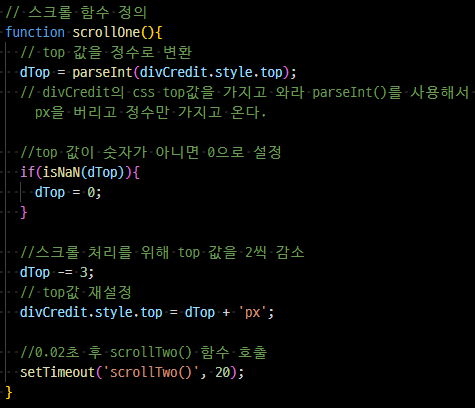 // 스크롤 함수 정의
function scrollOne(){
// top 값을 정수로 변환
dTop = parseInt(divCredit.style.top);
// divCredit의 css top값을 가지고 와라 parseInt()를 사용해서
px을 버리고 정수만 가지고 온다.
//top 값이 숫자가 아니면 0으로 설정
if(isNaN(dTop)){
dTop = 0;
}
//스크롤 처리를 위해 top 값을 2씩 감소
dTop -= 3;
// top값 재설정
divCredit.style.top = dTop + 'px';
//0.02초 후 scrollTwo() 함수 호출
setTimeout('scrollTwo()', 20);
}